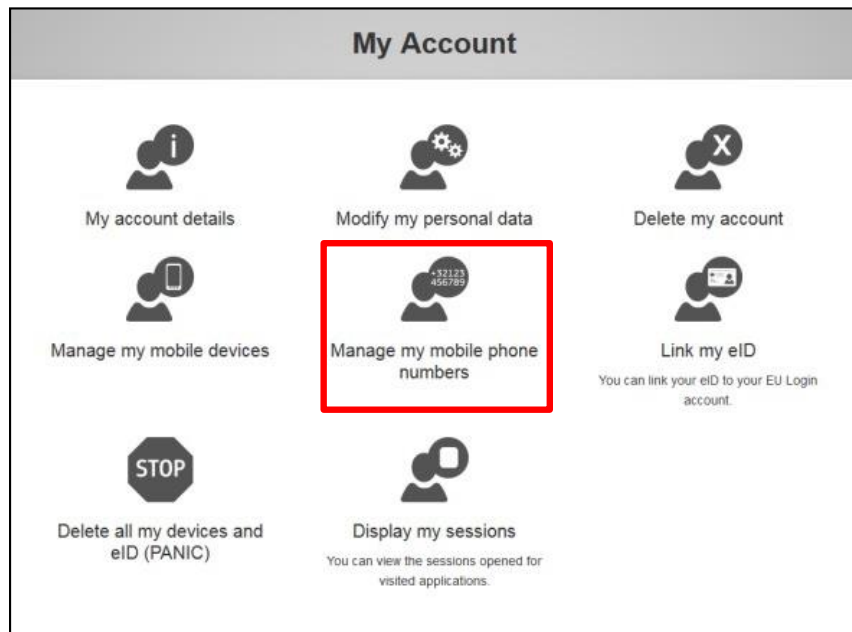 My Account
i
X
My account details
Modify my personal data
Delete my account
+32123
456789
Manage my mobile devices
Manage my mobile phone
numbers
Link my eID
You can link your eID to your EU Login
account.
STOP
Delete all my devices and
eID (PANIC)
Display my sessions
You can view the sessions opened for
visited applications.